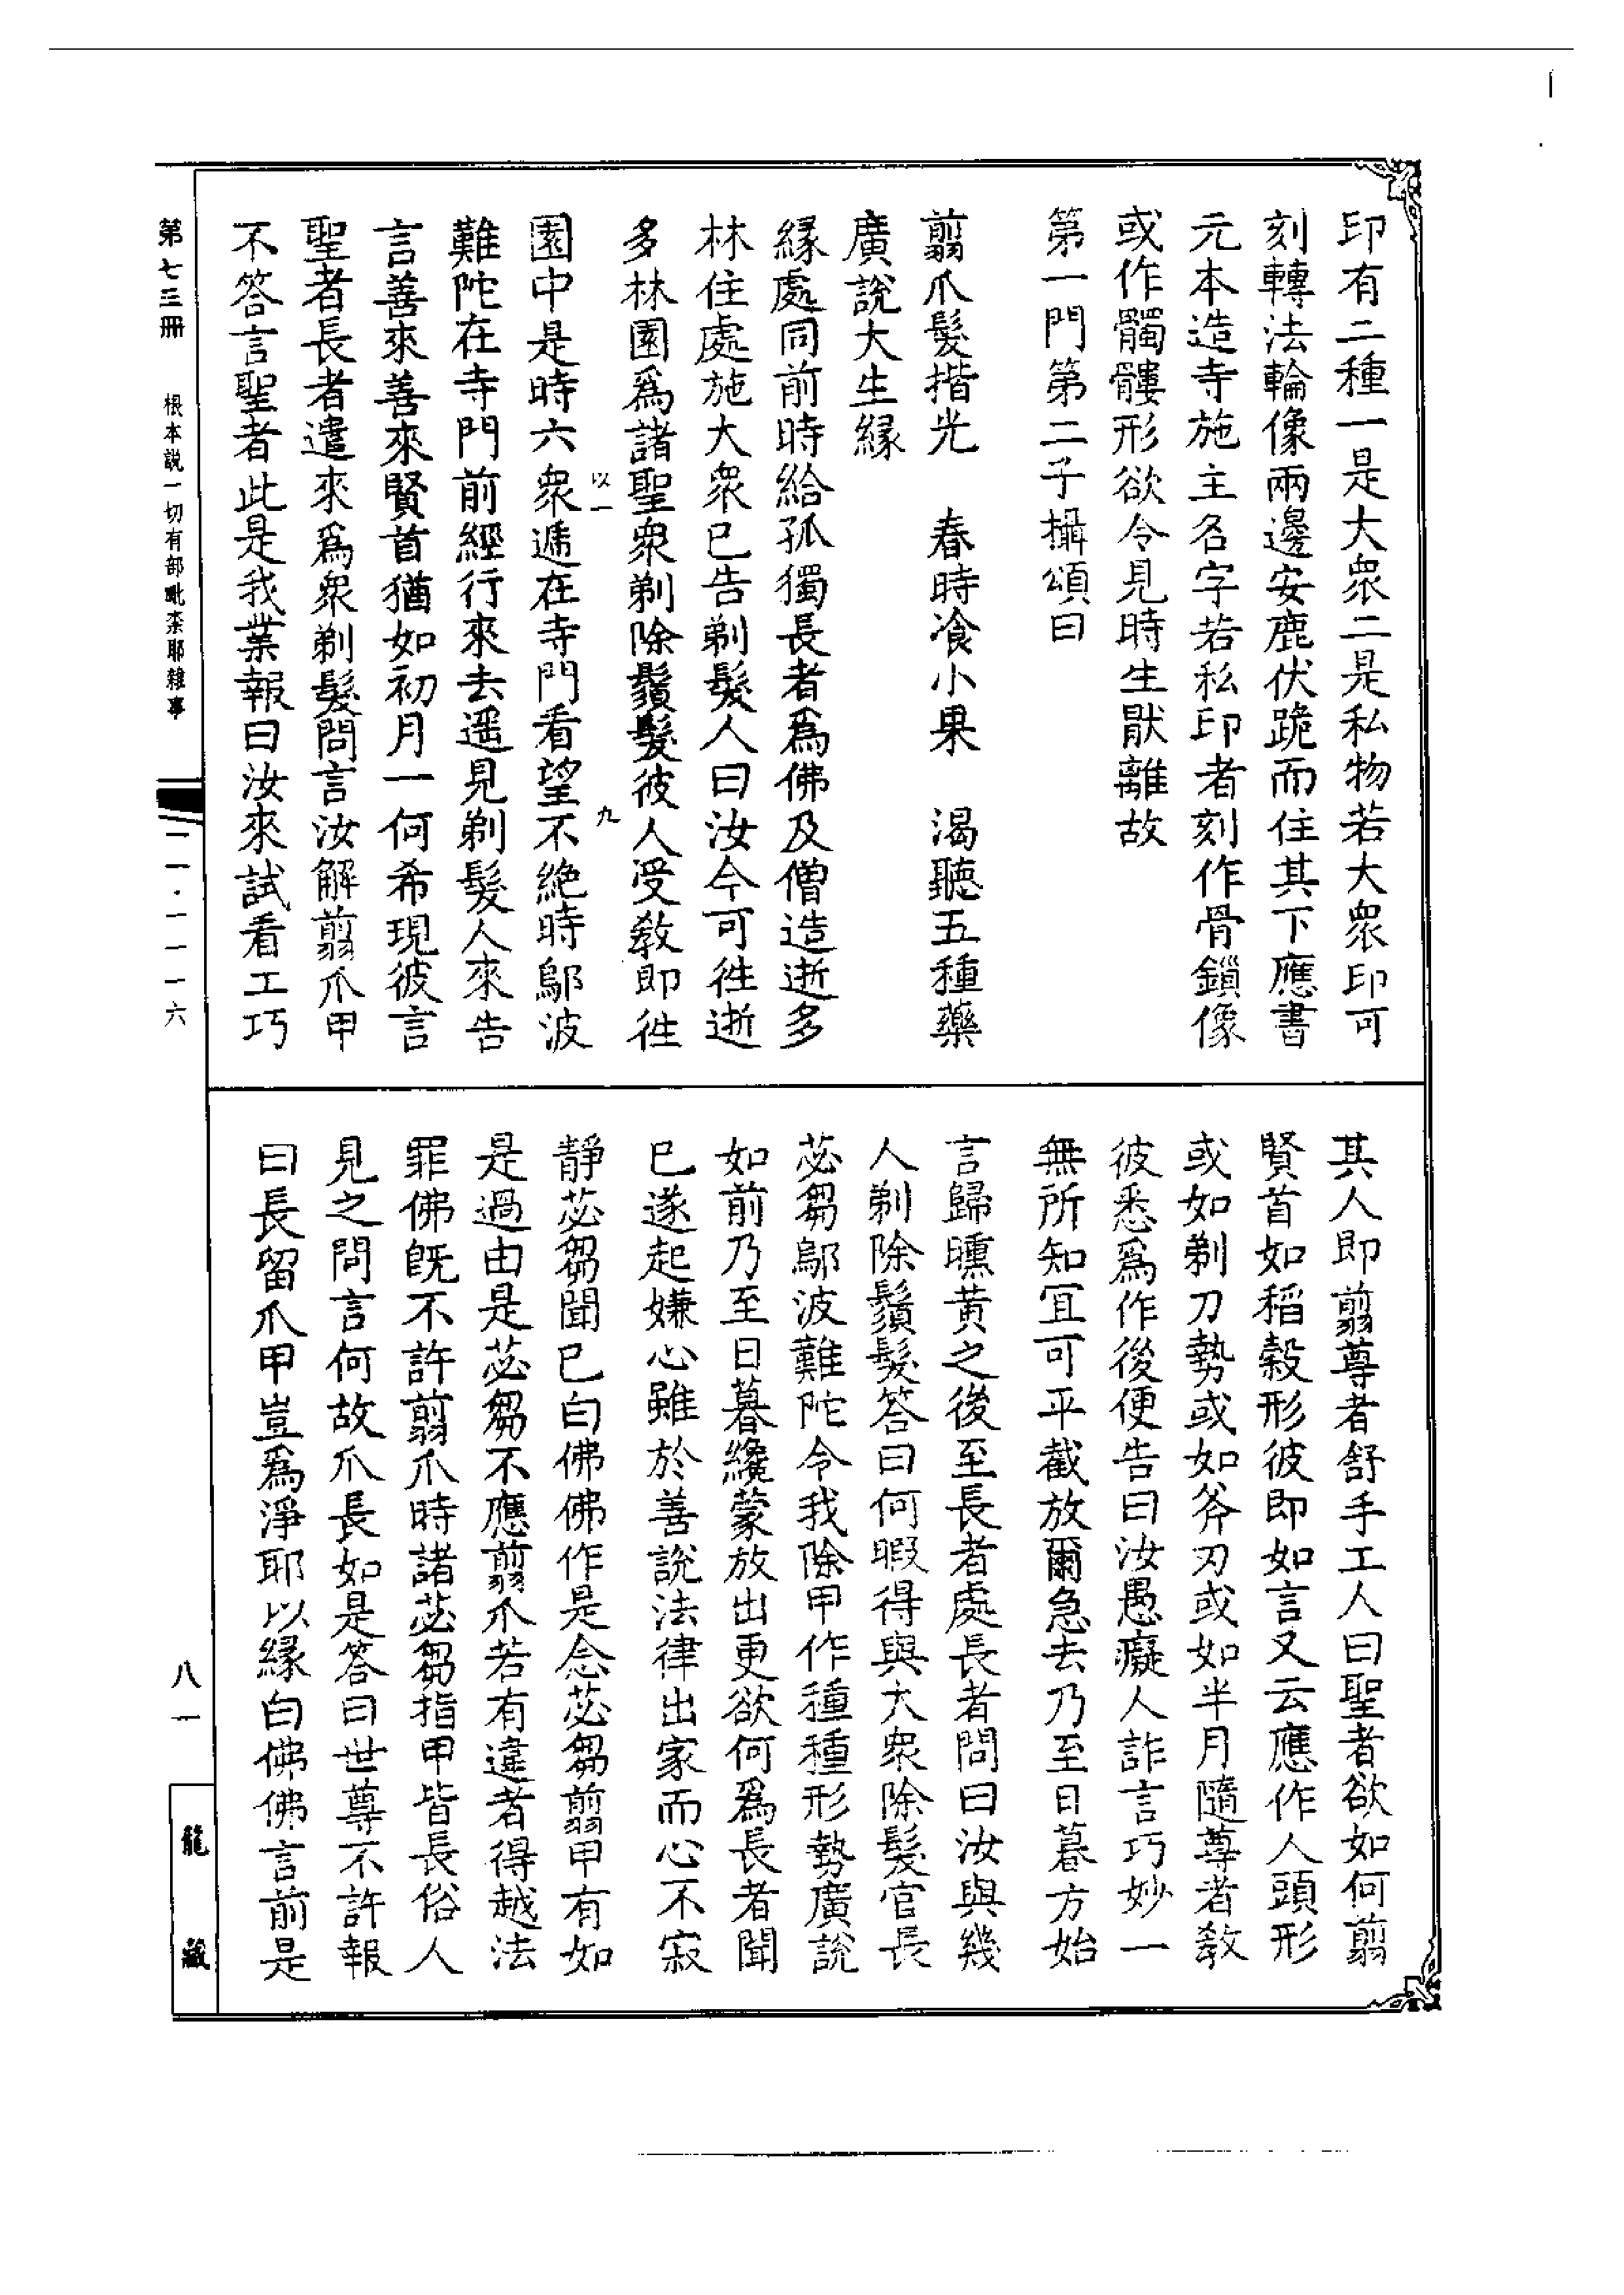 印有二種一是大眾二是私物若大眾印可
刻轉法輪像兩邊安鹿伏跪而住其下應書
元本造寺施主名字若私印者刻作骨鎖像
或作髑髏形欲令見時生猒離故
第一門第二子攝頌曰
翦爪髮揩光　春時飡小果　渴聽五種藥
廣說大生緣
緣處同前時給孤獨長者為佛及僧造逝多
林住處施大眾已告剃髮人曰汝今可往逝
多林園為諸聖眾剃除鬚髮彼人受教即往
以一　九
園中是時六眾遞在寺門看望不絕時鄔波
難陀在寺門前經行來去遥見剃髮人來告
言善來善來賢首猶如初月一何希現彼言
聖者長者遣來為眾剃髮問言汝解翦爪甲
不答言聖者此是我業報曰汝來試看工巧
第七三冊　根本說一切有部毗柰耶雜事　一一·一一一六
其人即翦尊者舒手工人曰聖者欲如何翦
賢首如稻穀形彼即如言又云應作人頭形
或如剃刀勢或如斧刃或如半月隨尊者教
彼悉為作後便告曰汝愚癡人詐言巧妙一
無所知宜可平截放爾急去乃至日暮方始
言歸曛黄之後至長者處長者問曰汝與幾
人剃除鬚髮答曰何暇得與大眾除髮官長
苾芻鄔波難陀令我除甲作種種形勢廣說
如前乃至日暮纔蒙放出更欲何為長者聞
已遂起嫌心雖於善說法律出家而心不寂
靜苾芻聞已白佛佛作是念苾芻翦甲有如
是過由是苾芻不應翦爪若有違者得越法
罪佛既不許翦爪時諸苾芻指甲皆長俗人
見之問言何故爪長如是答曰世尊不許報
曰長留爪甲豈為淨耶以緣白佛佛言前是
八一
龍藏